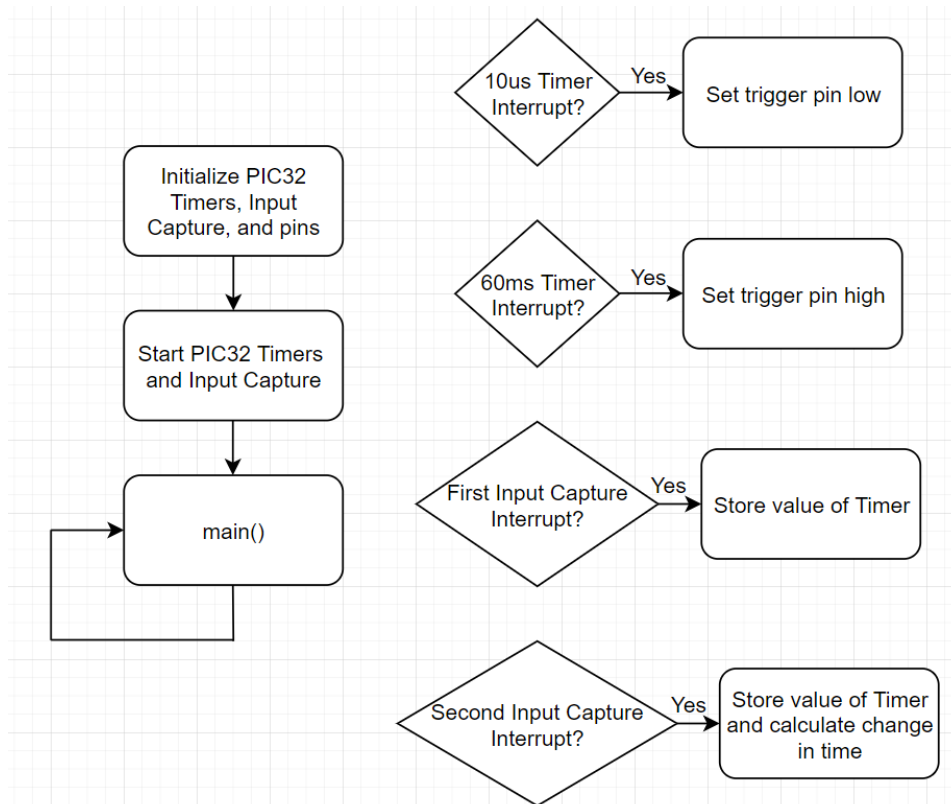 Initialize PIC32
Timers, Input
Capture, and pins
Start PIC32 Timers
and Input Capture
main()
10us Timer
Interrupt?
Yes
Set trigger pin low
60ms Timer
Interrupt?
Yes
Set trigger pin high
First Input Capture
Interrupt?
Yes
Store value of Timer
Second Input Capture
Interrupt?
Yes
Store value of Timer
and calculate change
in time